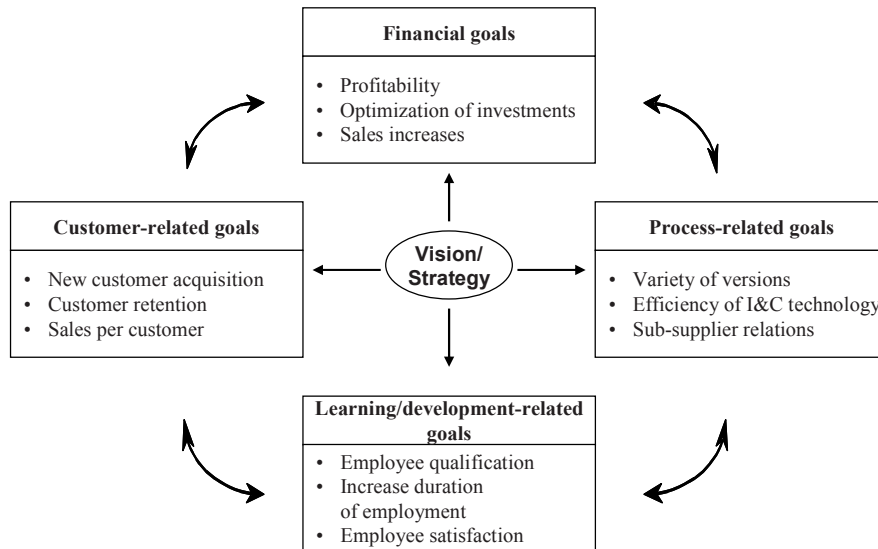 Financial goals
• Profitability
• Optimization of investments
• Sales increases
Customer-related goals
• New customer acquisition
• Customer retention
• Sales per customer
Vision/
Strategy
Process-related goals
• Variety of versions
• Efficiency of I&C technology
• Sub-supplier relations
Learning/development-related
goals
• Employee qualification
• Increase duration
of employment
• Employee satisfaction